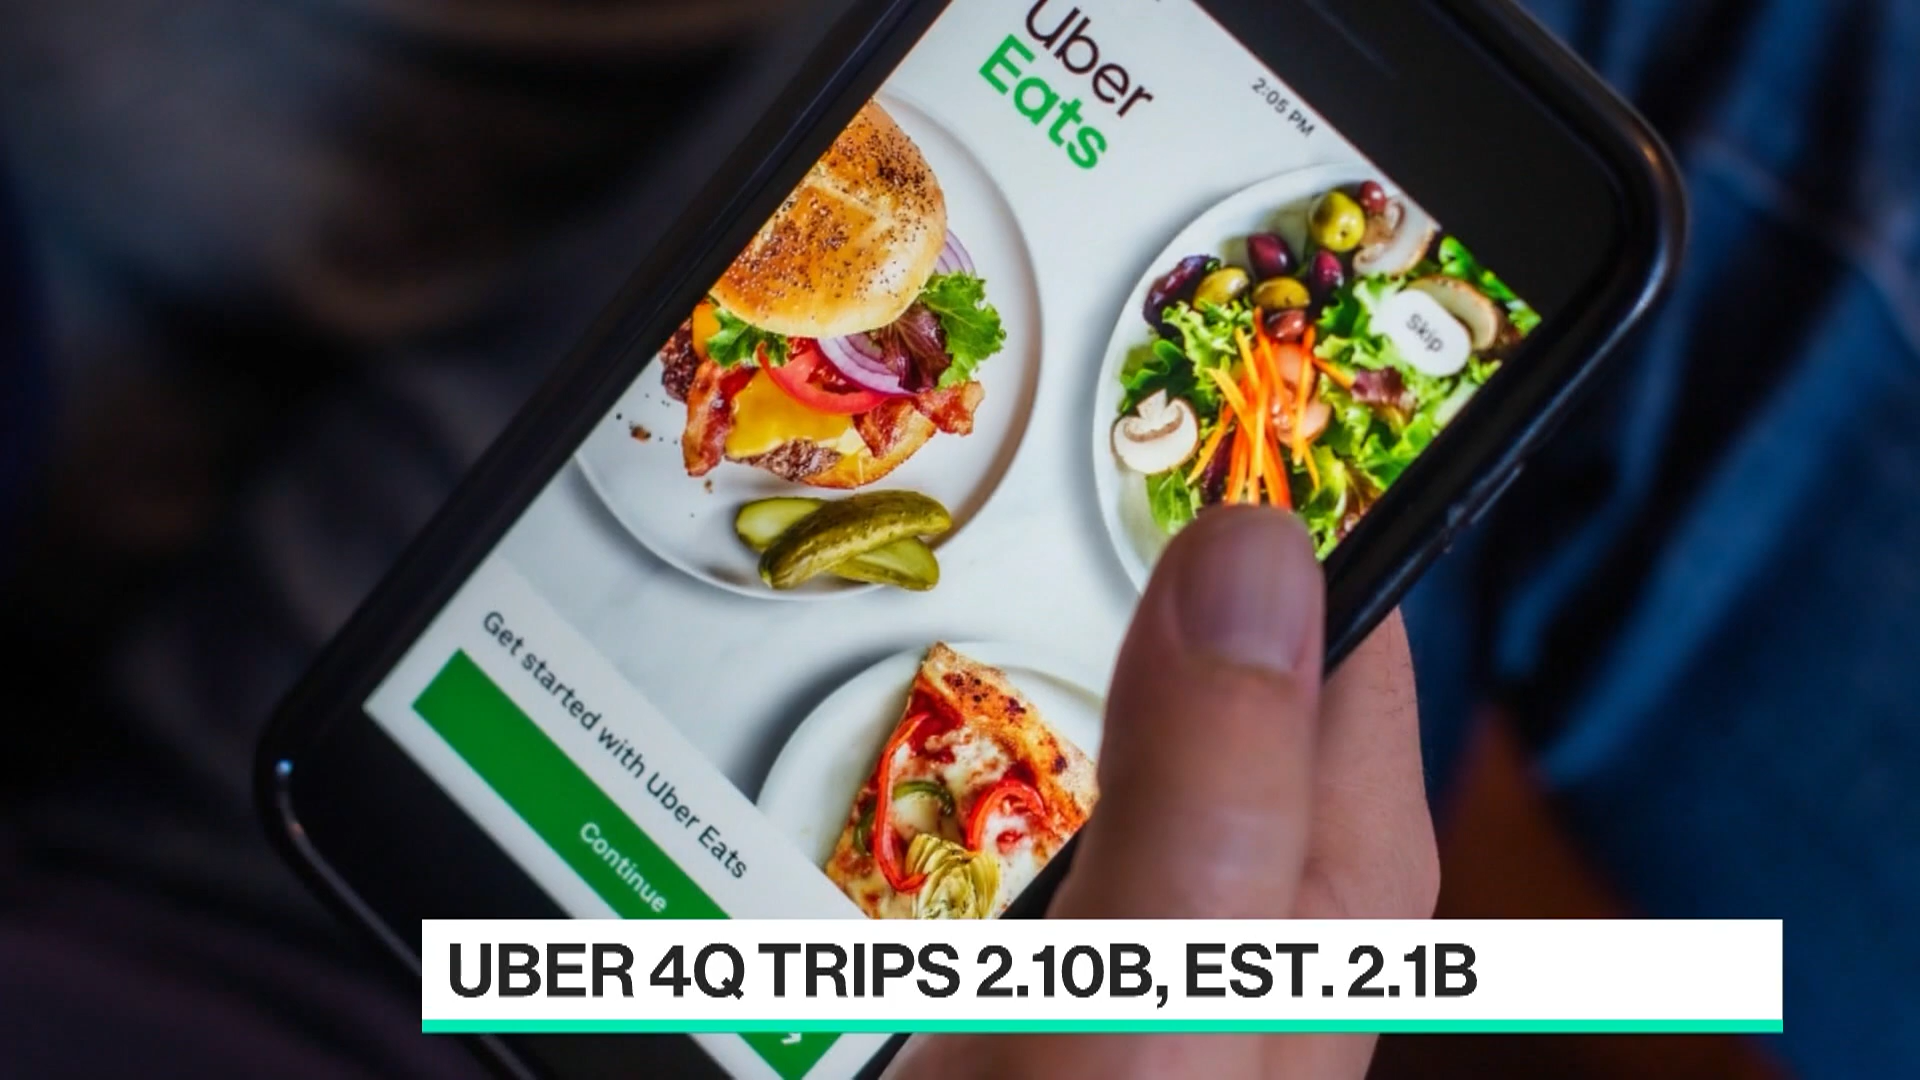 Uber
Eats
2:05 PM
Skip
Get started with Uber Eats
Continue
UBER 4Q TRIPS 2.10B, EST. 2.1B